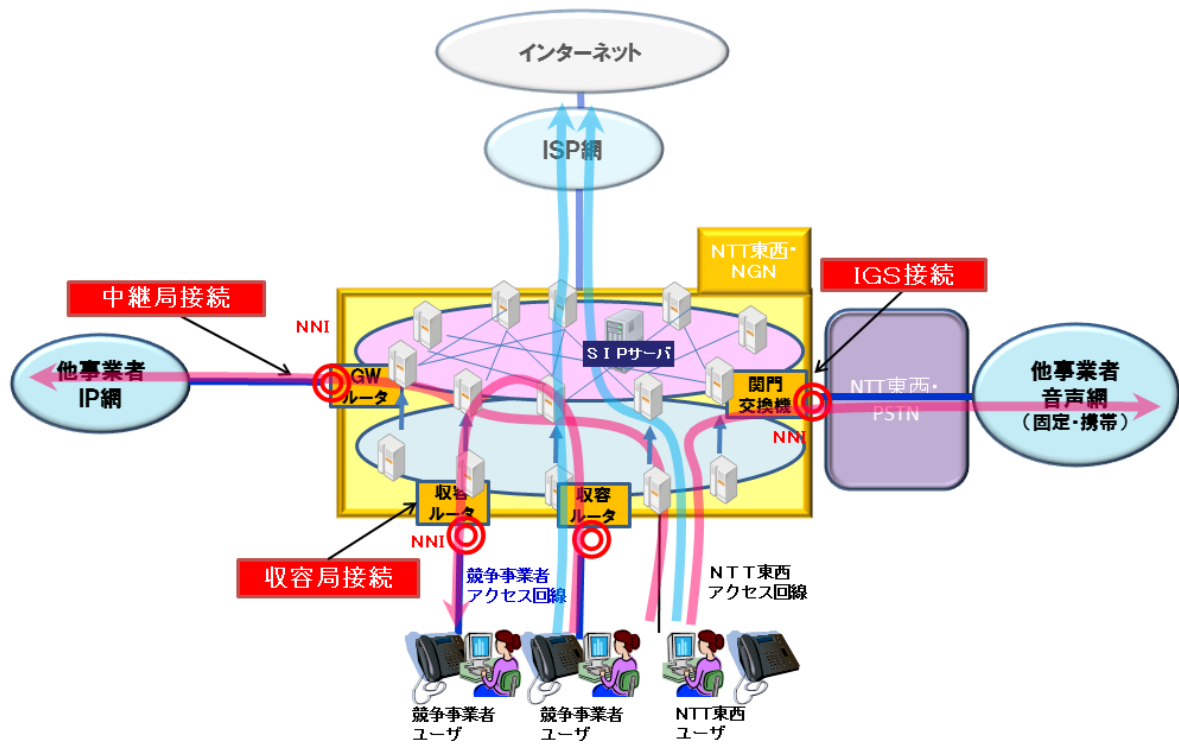 インターネット
ISP網
NTT東西・
NGN
IGS接続
中継局接続
NNI
SIPサーバ
他事業者
IP網
GW
ルータ
関門
交換機
NTT東西・
PSTN
他事業者
音声網
（固定・携帯）
NNI
収容
ルータ
収容
ルータ
NNI
収容局接続
競争事業者
アクセス回線
NTT東西
アクセス回線
競争事業者
ユーザ
競争事業者
ユーザ
NTT東西
ユーザ